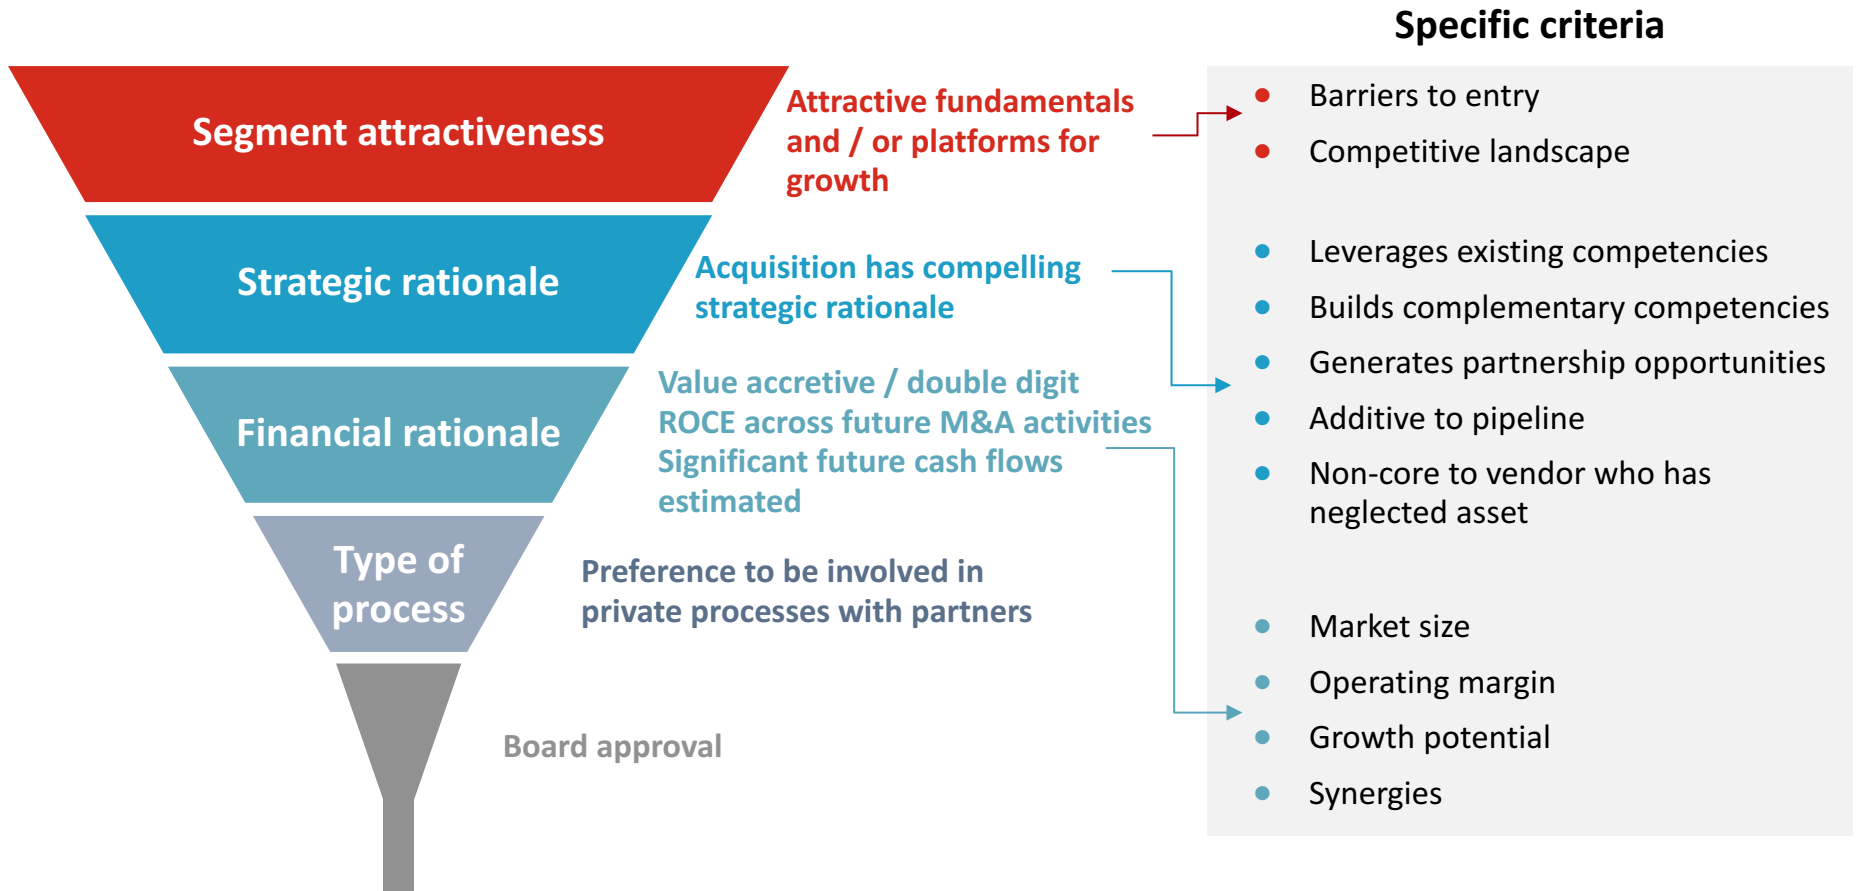 Specific criteria
Segment attractiveness
Attractive fundamentals
and / or platforms for
growth
Barriers to entry
Competitive landscape
Strategic rationale
Acquisition has compelling
strategic rationale
Leverages existing competencies
Builds complementary competencies
Generates partnership opportunities
Additive to pipeline
Non-core to vendor who has
neglected asset
Financial rationale
Value accretive / double digit
ROCE across future M&A activities
Significant future cash flows
estimated
Market size
Operating margin
Growth potential
Synergies
Type of
process
Preference to be involved in
private processes with partners
Board approval